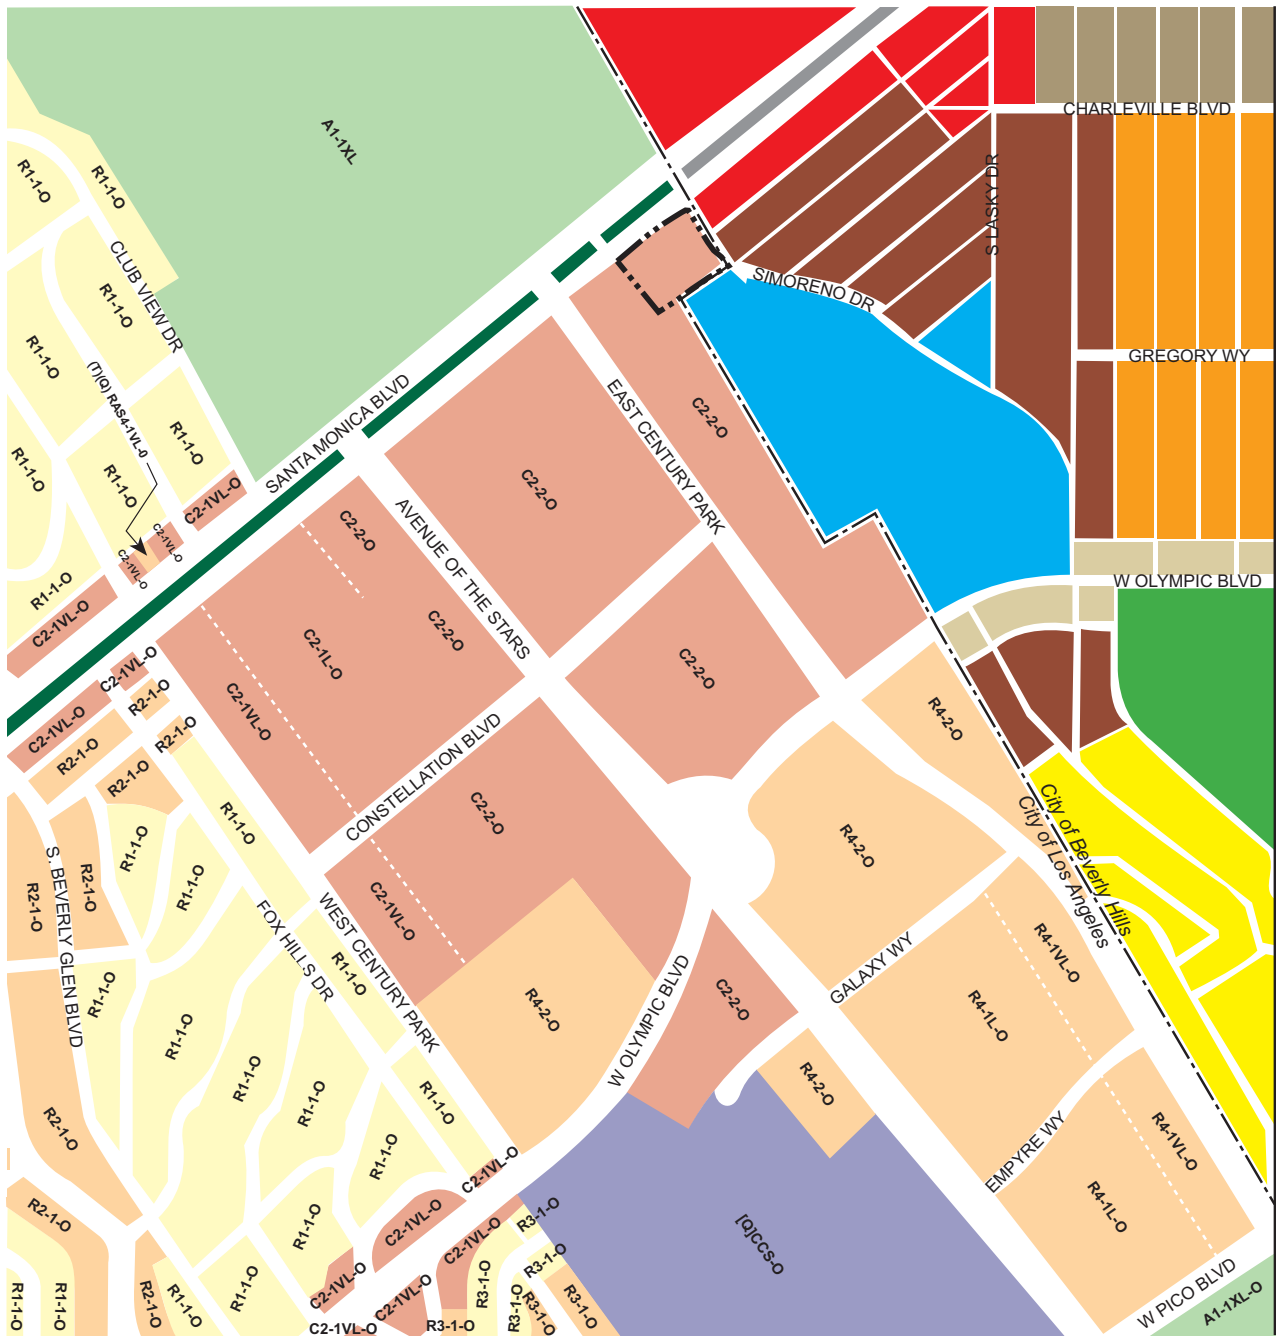 CHARLEVILLE BLVD
A1-1XL
R1-1-O
R1-1-O
S LASKY DR
CLUB VIEW DR
SIMORENO DR
R1-1-O
R1-1-O
GREGORY WY
(T)(Q) RAS4-1VL-0
SANTA MONICA BLVD
EAST CENTURY PARK
C2-2-O
R1-1-O
R1-1-O
R1-1-O
C2-1VL-O
C2-2-O
C2-2-O
AVENUE OF THE STARS
C2-1VL-O
C2-1VL-O
W OLYMPIC BLVD
R1-1-O
C2-1VL-O
C2-2-O
C2-1L-O
C2-2-O
C2-1VL-O
R2-1-O
C2-1VL-O
C2-1VL-O
R2-1-O
R2-1-O
R2-1-O
R4-2-O
CONSTELLATION BLVD
C2-2-O
R1-1-O
R1-1-O
R4-2-O
City of Beverly Hills
City of Los Angeles
S. BEVERLY GLEN BLVD
R2-1-O
R2-1-O
R1-1-O
C2-1VL-O
WEST CENTURY PARK
FOX HILLS DR
R1-1-O
R1-1-O
R4-2-O
W OLYMPIC BLVD
C2-2-O
GALAXY WY
R4-1VL-O
R4-1L-O
R1-1-O
R1-1-O
R1-1-O
R1-1-O
R4-2-O
R2-1-O
R1-1-O
C2-1VL-O
EMPYRE WY
R4-1VL-O
R4-1L-O
R2-1-O
R1-1-O
C2-1VL-O
C2-1VL-O
R3-1-O
R3-1-O
[Q]CCS-O
W PICO BLVD
A1-1XL-O
R1-1-O
R1-1-O
R2-1-O
R1-1-O
R1-1-O
C2-1VL-O
C2-1VL-O
C2-1VL-O
R3-1-O
R3-1-O
R3-1-O
R3-1-O
R3-1-O